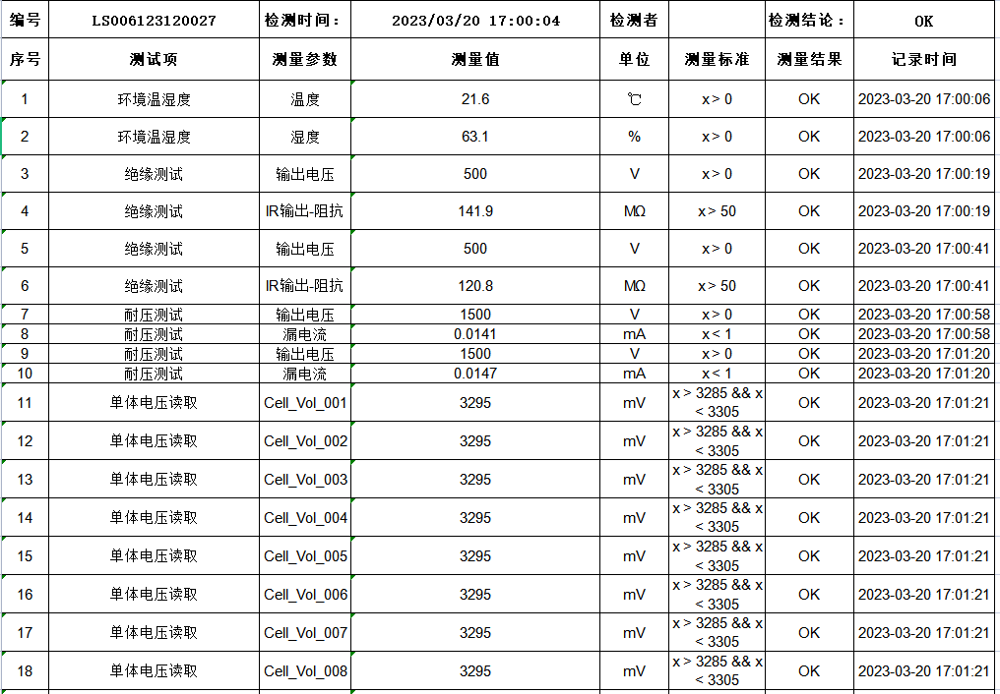 编号 LS006123120027 检测时间： 2023/03/20 17:00:04 检测者 检测结论： OK
序号 测试项 测量参数 测量值 单位 测量标准 测量结果 记录时间
1 环境温湿度 温度 21.6 ℃ x > 0 OK 2023-03-20 17:00:06
2 环境温湿度 湿度 63.1 % x > 0 OK 2023-03-20 17:00:06
3 绝缘测试 输出电压 500 V x > 0 OK 2023-03-20 17:00:19
4 绝缘测试 IR输出-阻抗 141.9 MΩ x > 50 OK 2023-03-20 17:00:19
5 绝缘测试 输出电压 500 V x > 0 OK 2023-03-20 17:00:41
6 绝缘测试 IR输出-阻抗 120.8 MΩ x > 50 OK 2023-03-20 17:00:41
7 耐压测试 输出电压 1500 V x > 0 OK 2023-03-20 17:00:58
8 耐压测试 漏电流 0.0141 mA x < 1 OK 2023-03-20 17:00:58
9 耐压测试 输出电压 1500 V x > 0 OK 2023-03-20 17:01:20
10 耐压测试 漏电流 0.0147 mA x < 1 OK 2023-03-20 17:01:20
11 单体电压读取 Cell_Vol_001 3295 mV x > 3285 && x < 3305 OK 2023-03-20 17:01:21
12 单体电压读取 Cell_Vol_002 3295 mV x > 3285 && x < 3305 OK 2023-03-20 17:01:21
13 单体电压读取 Cell_Vol_003 3295 mV x > 3285 && x < 3305 OK 2023-03-20 17:01:21
14 单体电压读取 Cell_Vol_004 3295 mV x > 3285 && x < 3305 OK 2023-03-20 17:01:21
15 单体电压读取 Cell_Vol_005 3295 mV x > 3285 && x < 3305 OK 2023-03-20 17:01:21
16 单体电压读取 Cell_Vol_006 3295 mV x > 3285 && x < 3305 OK 2023-03-20 17:01:21
17 单体电压读取 Cell_Vol_007 3295 mV x > 3285 && x < 3305 OK 2023-03-20 17:01:21
18 单体电压读取 Cell_Vol_008 3295 mV x > 3285 && x < 3305 OK 2023-03-20 17:01:21